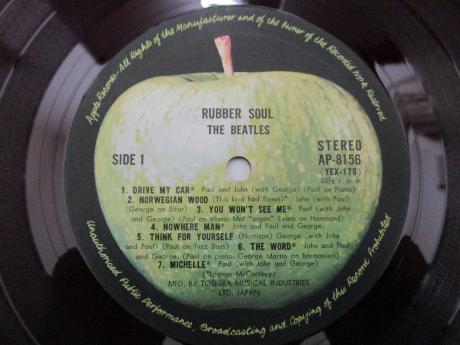 Apple Records-All Rights of the Manufacturer and of the Owner of the Recorded Work Reserved
RUBBER SOUL
THE BEATLES
SIDE 1
STEREO
AP-8156
(YEX-178)
33⅓ r. p. m.
1. DRIVE MY CAR* Paul and John (with George) (Paul on Piano)
2. NORWEGIAN WOOD (This bird had flown)* John (with Paul)
(George on Sitar) 3. YOU WON'T SEE ME* Paul (with John and
George) (Paul on piano: Mal "organ" Evans on Hammond)
4. NOWHERE MAN* John and Paul and George.
5. THINK FOR YOURSELF (Harrison) George (with John
and Paul) (Paul on Fuzz Bass) 6. THE WORD* John and Paul
and George. (Paul on piano: George Martin on harmonium)
7. MICHELLE* Paul (with John and George)
(*Lennon-McCartney)
MFD. BY TOSHIBA MUSICAL INDUSTRIES
LTD. JAPAN
Unauthorised Public Performance, Broadcasting and Copying of this Record Prohibited